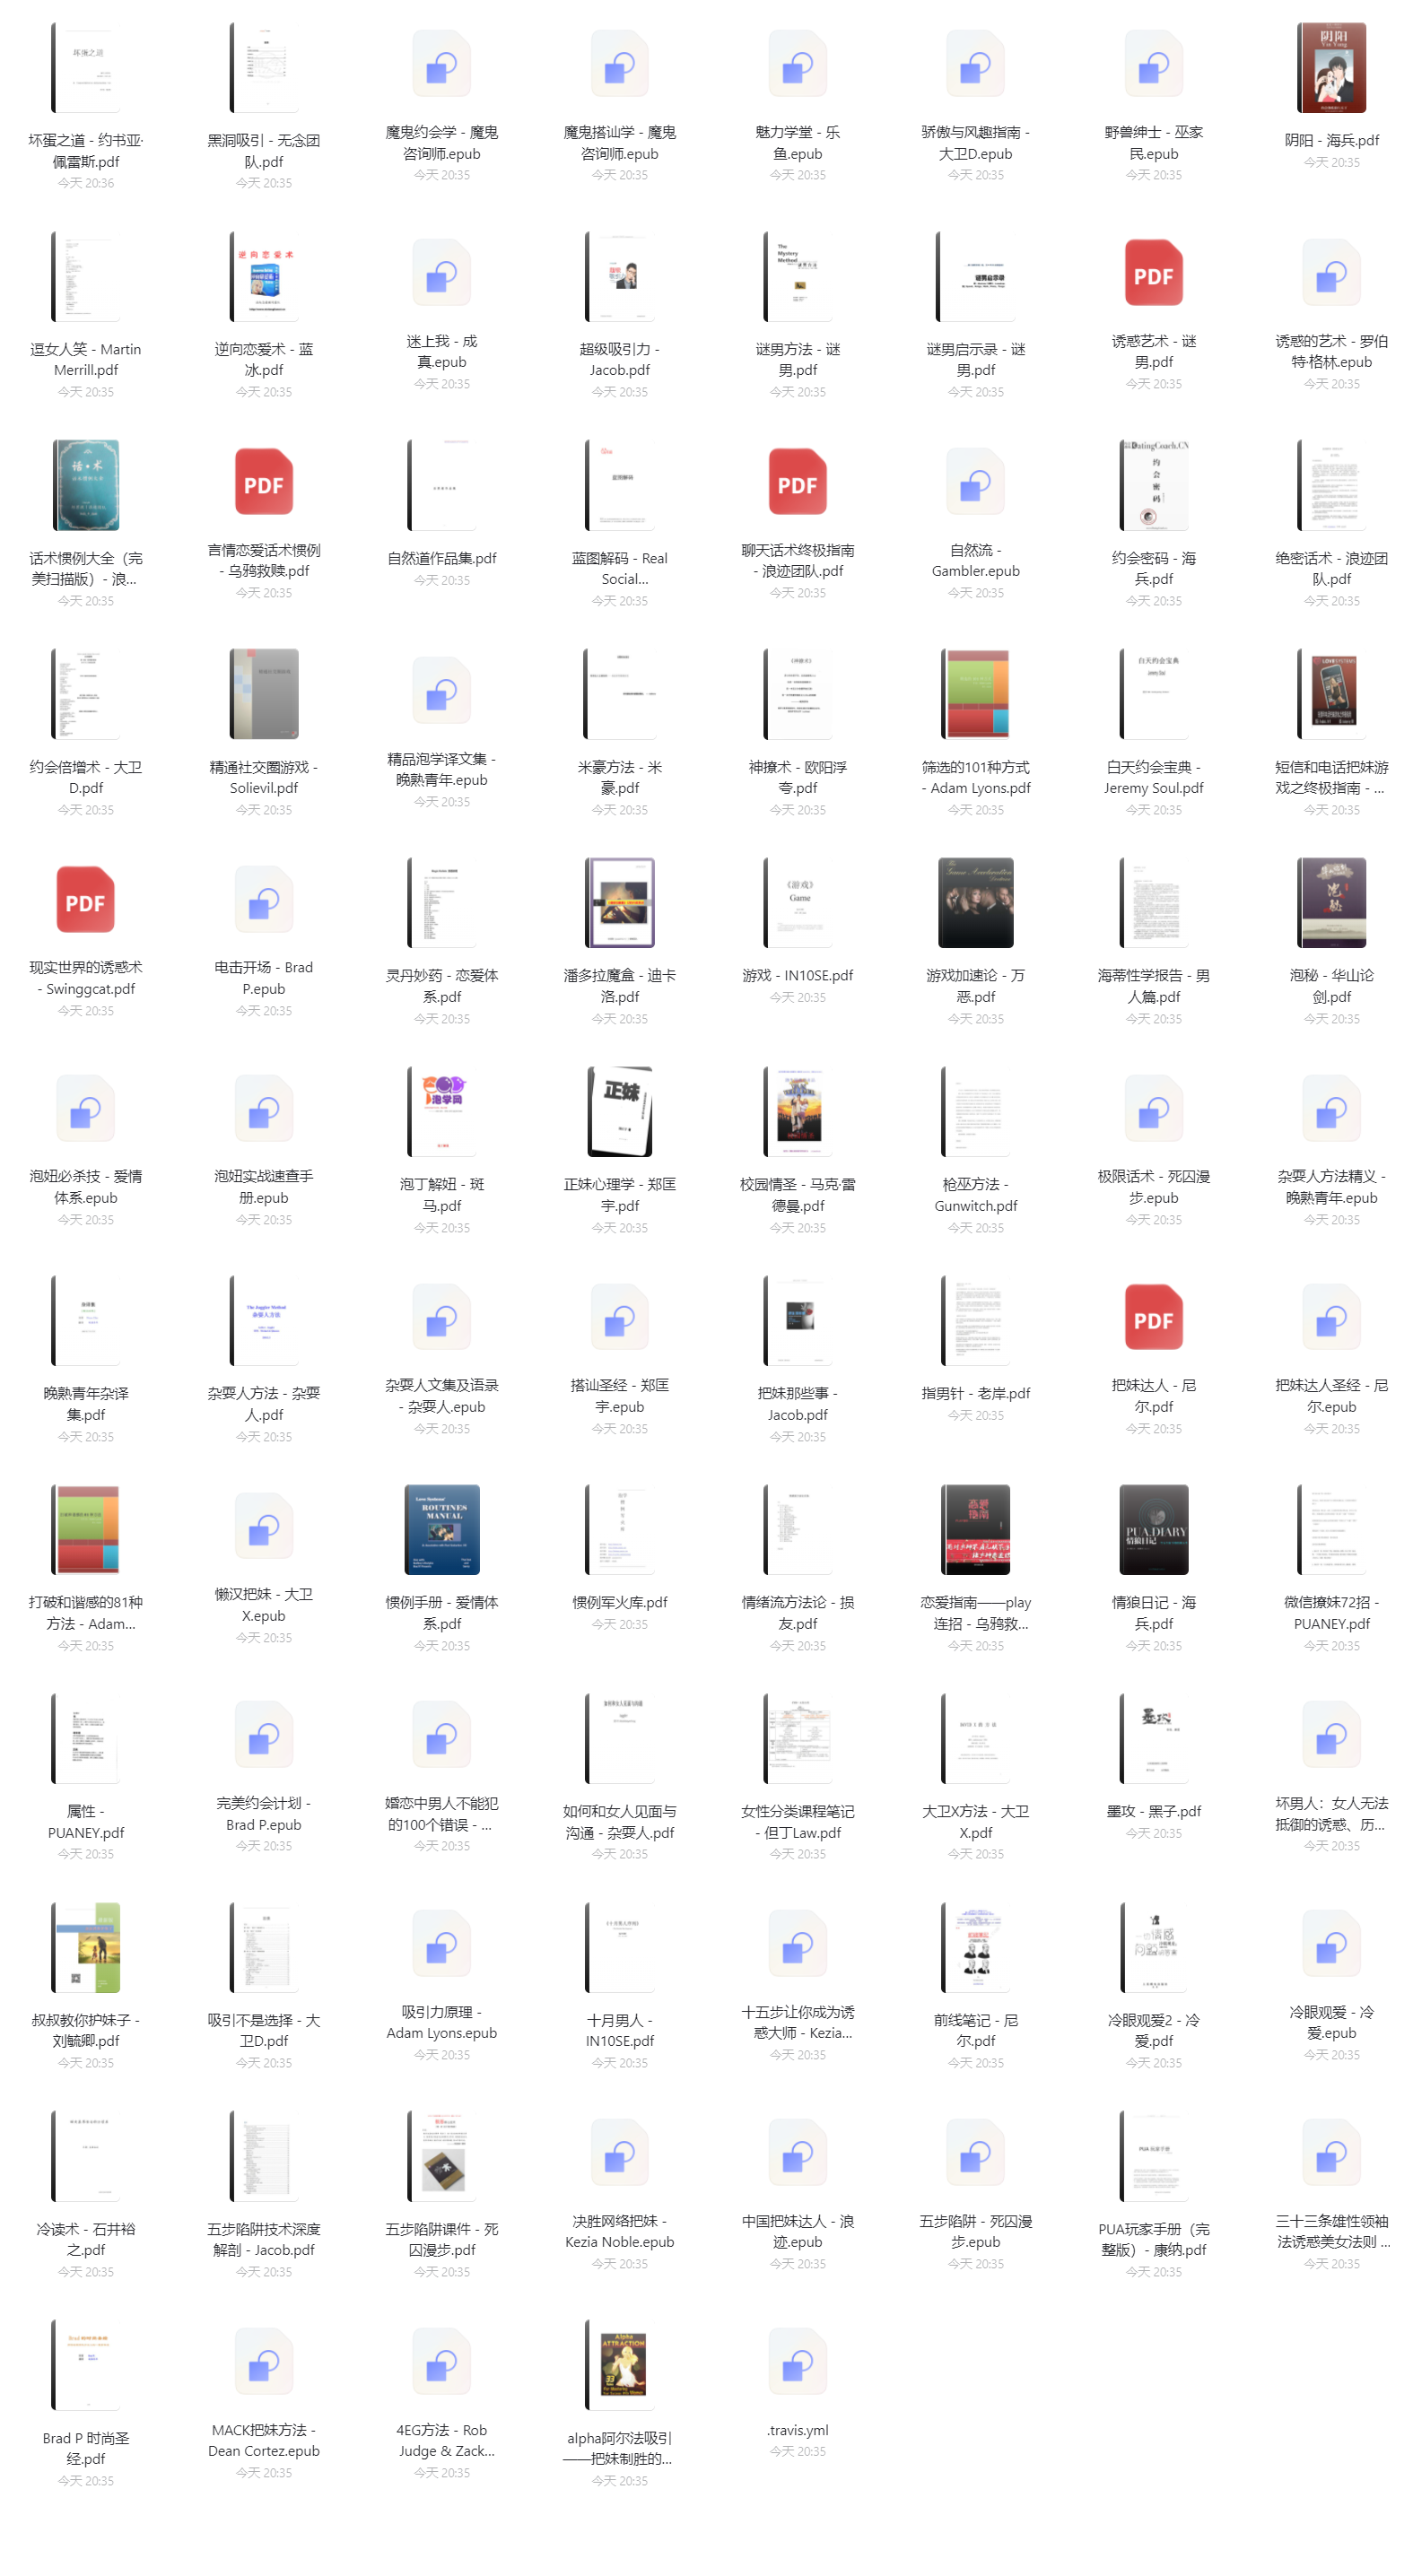 坏蛋之道 - 约书亚·
佩雷斯.pdf
今天 20:36
黑洞吸引 - 无念团
队.pdf
今天 20:35
魔鬼约会学 - 魔鬼
咨询师.epub
今天 20:35
魔鬼搭讪学 - 魔鬼
咨询师.epub
今天 20:35
魅力学堂 - 乐
鱼.epub
今天 20:35
骄傲与风趣指南 -
大卫D.epub
今天 20:35
野兽绅士 - 巫家
民.epub
今天 20:35
阴阳 - 海兵.pdf
今天 20:35
逗女人笑 - Martin
Merrill.pdf
今天 20:35
逆向恋爱术 - 蓝
冰.pdf
今天 20:35
迷上我 - 成
真.epub
今天 20:35
超级吸引力 -
Jacob.pdf
今天 20:35
谜男方法 - 谜
男.pdf
今天 20:35
谜男启示录 - 谜
男.pdf
今天 20:35
诱惑艺术 - 谜
男.pdf
今天 20:35
诱惑的艺术 - 罗伯
特·格林.epub
今天 20:35
话术惯例大全（完
美扫描版）- 浪...
今天 20:35
言情恋爱话术惯例
- 乌鸦救赎.pdf
今天 20:35
自然道作品集.pdf
今天 20:35
蓝图解码 - Real
Social...
今天 20:35
聊天话术终极指南
- 浪迹团队.pdf
今天 20:35
自然流 -
Gambler.epub
今天 20:35
约会密码 - 海
兵.pdf
今天 20:35
绝密话术 - 浪迹团
队.pdf
今天 20:35
约会倍增术 - 大卫
D.pdf
今天 20:35
精通社交圈游戏 -
Solievil.pdf
今天 20:35
精品泡学译文集 -
晚熟青年.epub
今天 20:35
米豪方法 - 米
豪.pdf
今天 20:35
神撩术 - 欧阳浮
夸.pdf
今天 20:35
筛选的101种方式
- Adam Lyons.pdf
今天 20:35
白天约会宝典 -
Jeremy Soul.pdf
今天 20:35
短信和电话把妹游
戏之终极指南 - ...
今天 20:35
现实世界的诱惑术
- Swinggcat.pdf
今天 20:35
电击开场 - Brad
P.epub
今天 20:35
灵丹妙药 - 恋爱体
系.pdf
今天 20:35
潘多拉魔盒 - 迪卡
洛.pdf
今天 20:35
游戏 - IN10SE.pdf
今天 20:35
游戏加速论 - 万
恶.pdf
今天 20:35
海蒂性学报告 - 男
人篇.pdf
今天 20:35
泡秘 - 华山论
剑.pdf
今天 20:35
泡妞必杀技 - 爱情
体系.epub
今天 20:35
泡妞实战速查手
册.epub
今天 20:35
泡丁解妞 - 斑
马.pdf
今天 20:35
正妹心理学 - 郑匡
宇.pdf
今天 20:35
校园情圣 - 马克·雷
德曼.pdf
今天 20:35
枪巫方法 -
Gunwitch.pdf
今天 20:35
极限话术 - 死囚漫
步.epub
今天 20:35
杂耍人方法精义 -
晚熟青年.epub
今天 20:35
晚熟青年杂译
集.pdf
今天 20:35
杂耍人方法 - 杂耍
人.pdf
今天 20:35
杂耍人文集及语录
- 杂耍人.epub
今天 20:35
搭讪圣经 - 郑匡
宇.epub
今天 20:35
把妹那些事 -
Jacob.pdf
今天 20:35
指男针 - 老岸.pdf
今天 20:35
把妹达人 - 尼
尔.pdf
今天 20:35
把妹达人圣经 - 尼
尔.epub
今天 20:35
打破和谐感的81种
方法 - Adam...
今天 20:35
懒汉把妹 - 大卫
X.epub
今天 20:35
惯例手册 - 爱情体
系.pdf
今天 20:35
惯例军火库.pdf
今天 20:35
情绪流方法论 - 损
友.pdf
今天 20:35
恋爱指南——play
连招 - 乌鸦救...
今天 20:35
情狼日记 - 海
兵.pdf
今天 20:35
微信撩妹72招 -
PUANEY.pdf
今天 20:35
属性 -
PUANEY.pdf
今天 20:35
完美约会计划 -
Brad P.epub
今天 20:35
婚恋中男人不能犯
的100个错误 - ...
今天 20:35
如何和女人见面与
沟通 - 杂耍人.pdf
今天 20:35
女性分类课程笔记
- 但丁Law.pdf
今天 20:35
大卫X方法 - 大卫
X.pdf
今天 20:35
墨攻 - 黑子.pdf
今天 20:35
坏男人：女人无法
抵御的诱惑、历...
今天 20:35
叔叔教你护妹子 -
刘毓卿.pdf
今天 20:35
吸引不是选择 - 大
卫D.pdf
今天 20:35
吸引力原理 -
Adam Lyons.epub
今天 20:35
十月男人 -
IN10SE.pdf
今天 20:35
十五步让你成为诱
惑大师 - Kezia...
今天 20:35
前线笔记 - 尼
尔.pdf
今天 20:35
冷眼观爱2 - 冷
爱.pdf
今天 20:35
冷眼观爱 - 冷
爱.epub
今天 20:35
冷读术 - 石井裕
之.pdf
今天 20:35
五步陷阱技术深度
解剖 - Jacob.pdf
今天 20:35
五步陷阱课件 - 死
囚漫步.pdf
今天 20:35
决胜网络把妹 -
Kezia Noble.epub
今天 20:35
中国把妹达人 - 浪
迹.epub
今天 20:35
五步陷阱 - 死囚漫
步.epub
今天 20:35
PUA玩家手册（完
整版）- 康纳.pdf
今天 20:35
三十三条雄性领袖
法诱惑美女法则 ...
今天 20:35
Brad P 时尚圣
经.pdf
今天 20:35
MACK把妹方法 -
Dean Cortez.epub
今天 20:35
4EG方法 - Rob
Judge & Zack...
今天 20:35
alpha阿尔法吸引
——把妹制胜的...
今天 20:35
.travis.yml
今天 20:35